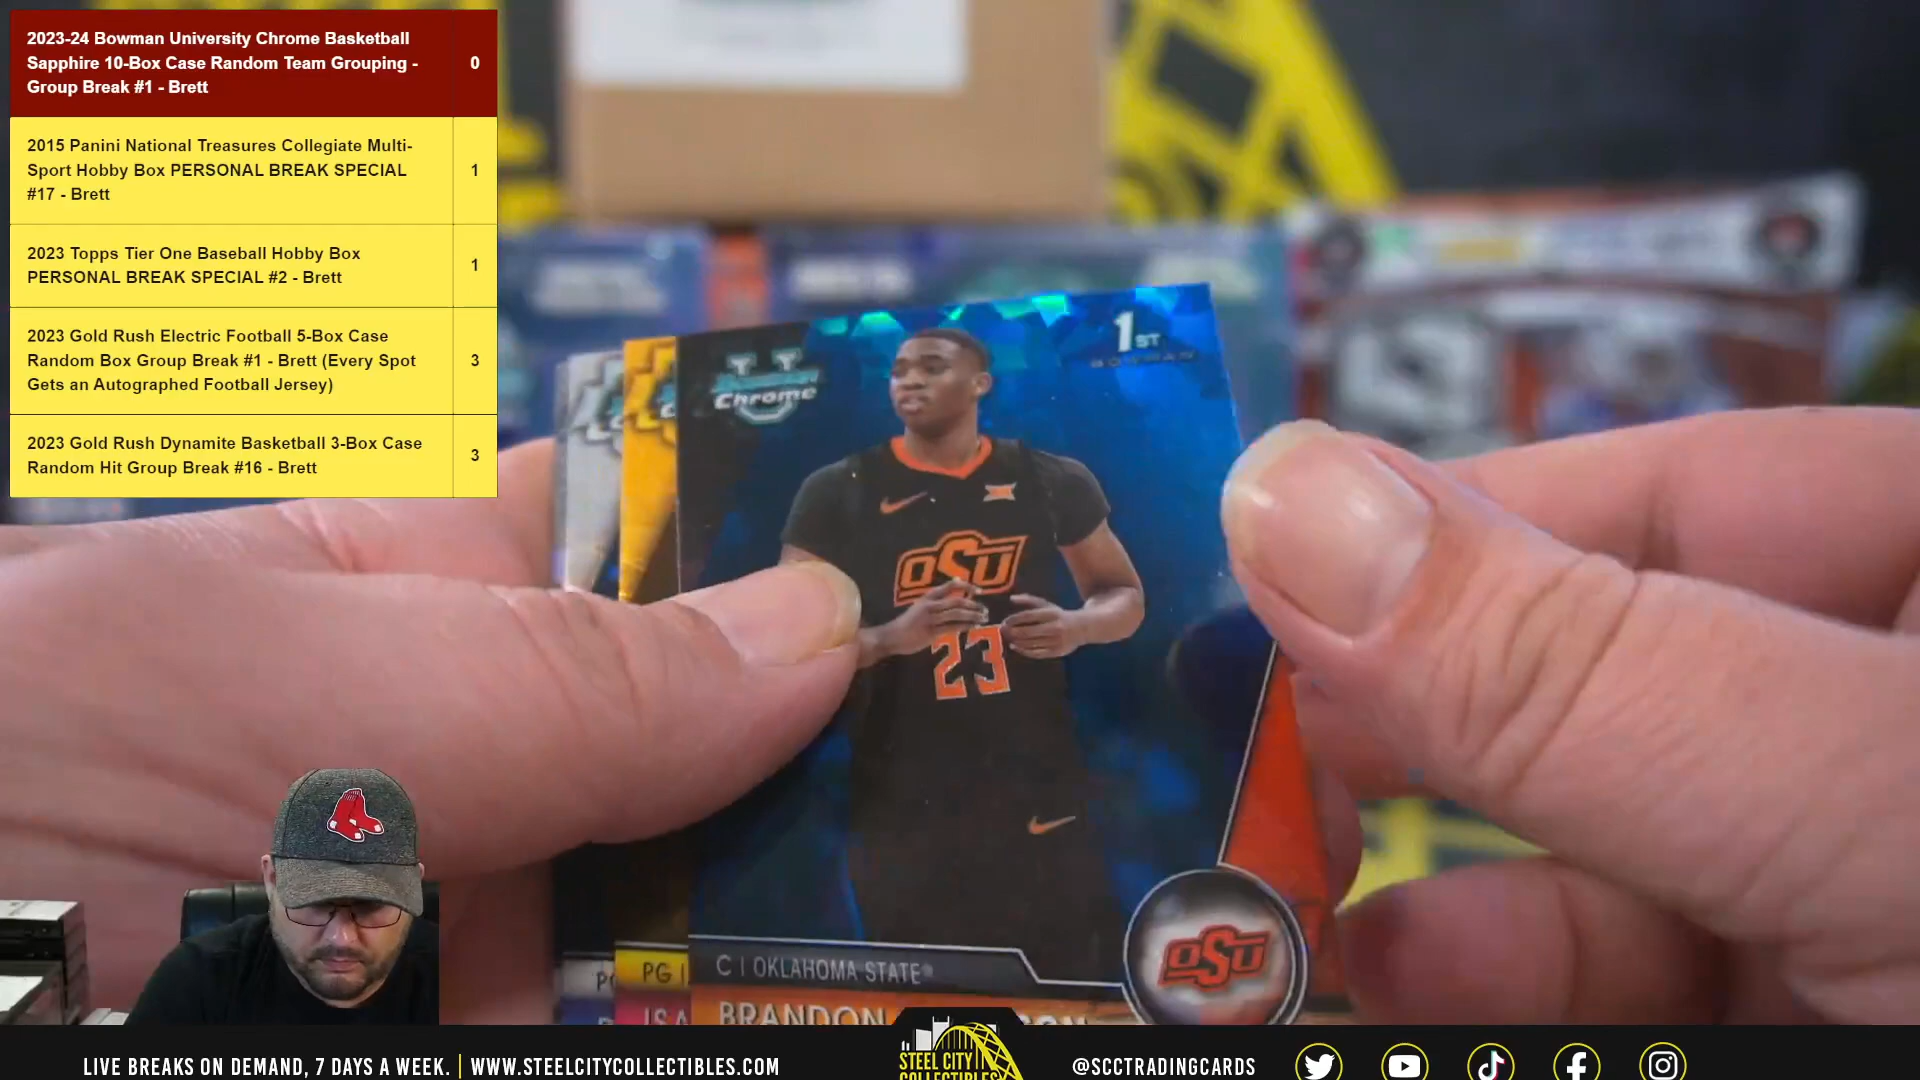 2023-24 Bowman University Chrome Basketball
Sapphire 10-Box Case Random Team Grouping -
Group Break #1 - Brett
0
2015 Panini National Treasures Collegiate Multi-
Sport Hobby Box PERSONAL BREAK SPECIAL
#17 - Brett
1
2023 Topps Tier One Baseball Hobby Box
PERSONAL BREAK SPECIAL #2 - Brett
1
2023 Gold Rush Electric Football 5-Box Case
Random Box Group Break #1 - Brett (Every Spot
Gets an Autographed Football Jersey)
3
2023 Gold Rush Dynamite Basketball 3-Box Case
Random Hit Group Break #16 - Brett
3
1ST
BOWMAN
U
Bowman
Chrome
OSU
23
OSU
PG |
C | OKLAHOMA STATE
BRANDON
LIVE BREAKS ON DEMAND, 7 DAYS A WEEK. | WWW.STEELCITYCOLLECTIBLES.COM
STEEL CITY
COLLECTIBLES
@SCCTRADINGCARDS